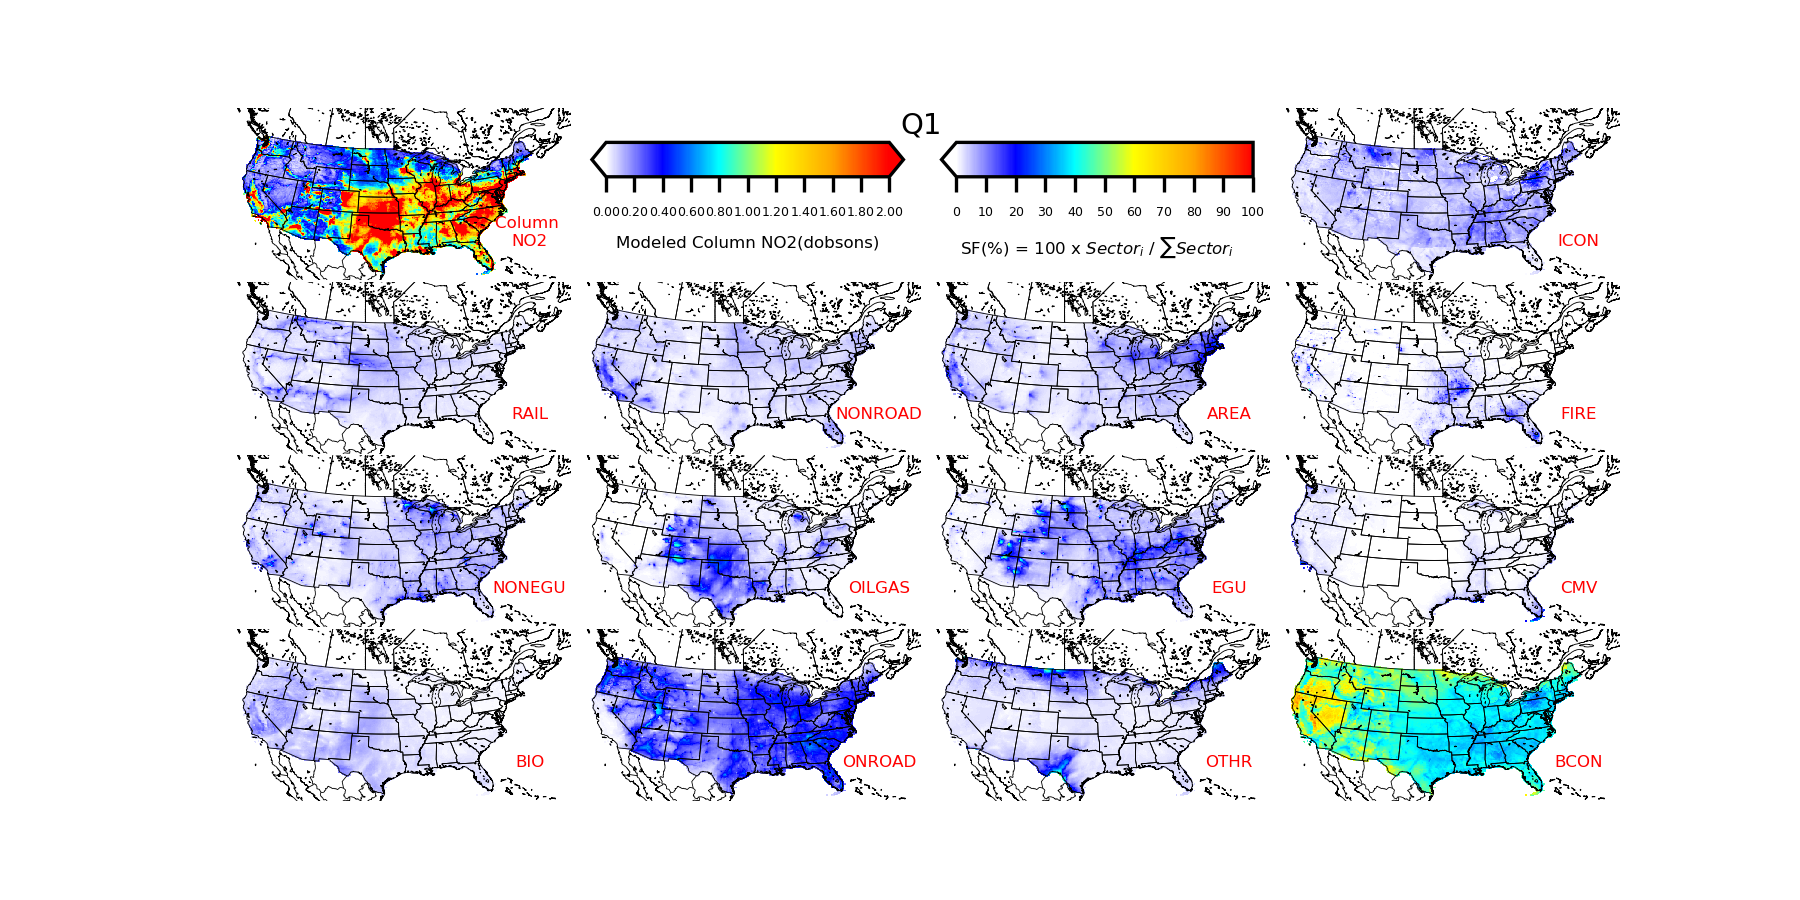 Q1
Column
NO2
0.00 0.20 0.40 0.60 0.80 1.00 1.20 1.40 1.60 1.80 2.00
Modeled Column NO2(dobsons)
0 10 20 30 40 50 60 70 80 90 100
SF(%) = 100 x Sectorᵢ / ∑Sectorᵢ
ICON
RAIL
NONROAD
AREA
FIRE
NONEGU
OILGAS
EGU
CMV
BIO
ONROAD
OTHR
BCON